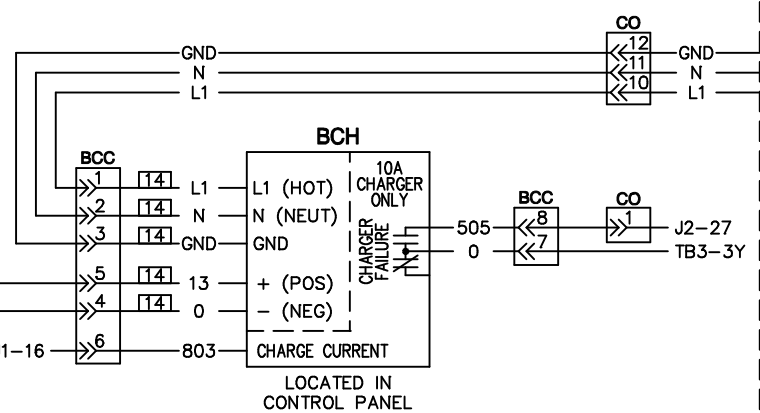 CO
GND 12 GND
N 11 N
L1 10 L1
BCH
BCC
1 14 L1 L1 (HOT)
2 14 N N (NEUT)
3 14 GND GND
5 14 13 + (POS)
4 14 0 − (NEG)
1-16 6 803 CHARGE CURRENT
10A
CHARGER
ONLY
CHARGER
FAILURE
BCC CO
505 8 1 J2-27
0 7 TB3-3Y
LOCATED IN
CONTROL PANEL